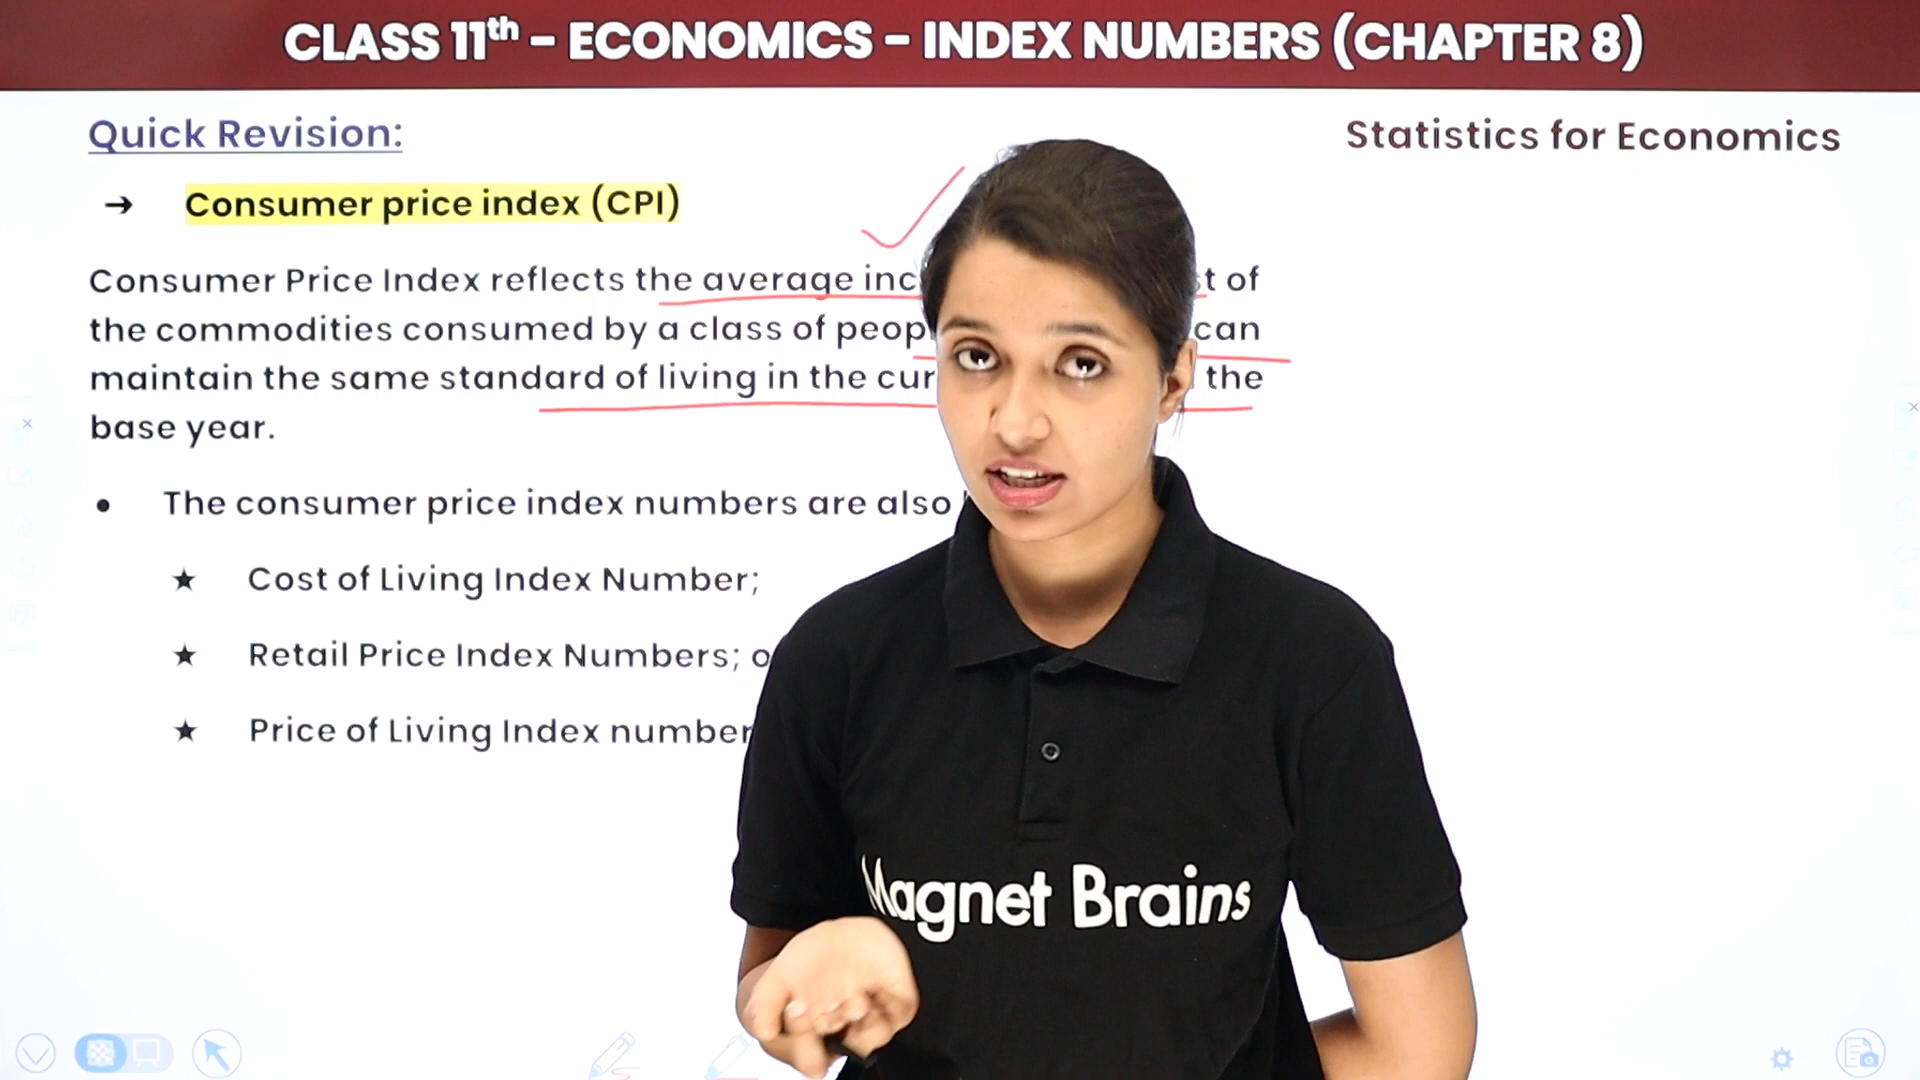 CLASS 11th - ECONOMICS - INDEX NUMBERS (CHAPTER 8)
Quick Revision:
Statistics for Economics
➔ Consumer price index (CPI)
Consumer Price Index reflects the average of
the commodities consumed by a class of can
maintain the same standard of living in the the
base year.
● The consumer price index numbers are also
★ Cost of Living Index Number;
★ Retail Price Index Numbers;
★ Price of Living Index number
Magnet Brains